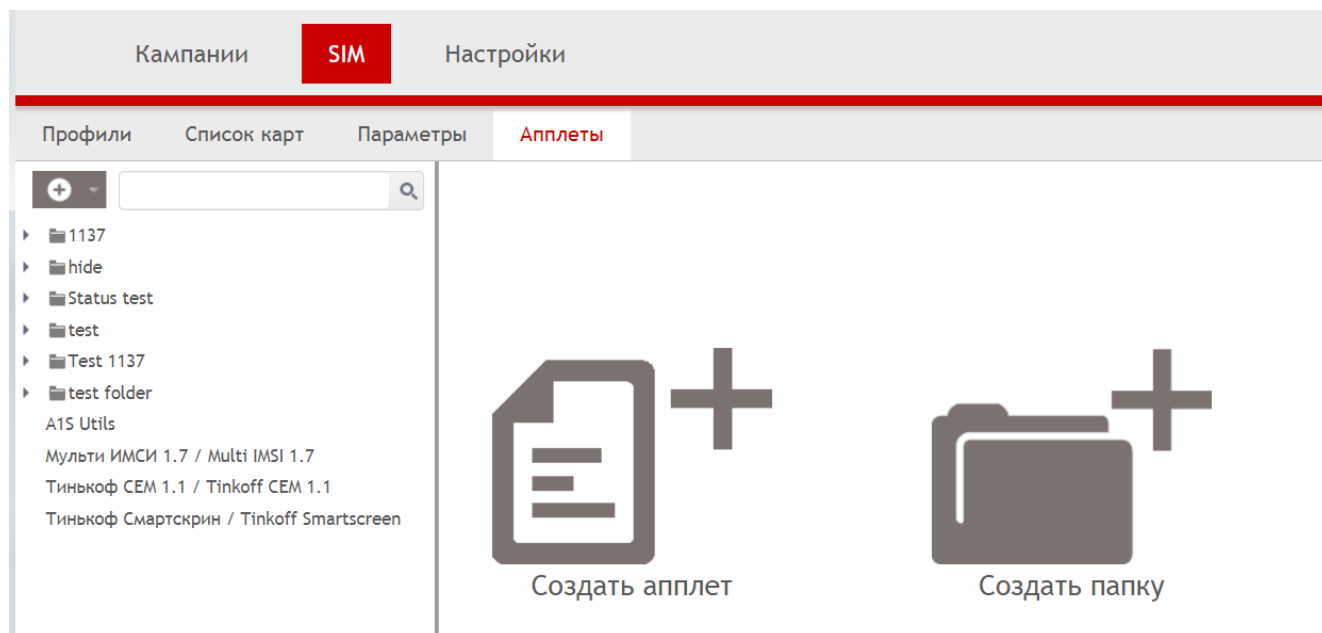 Кампании SIM Настройки
Профили Список карт Параметры Апплеты
1137
hide
Status test
test
Test 1137
test folder
A1S Utils
Мульти ИМСИ 1.7 / Multi IMSI 1.7
Тинькоф СЕМ 1.1 / Tinkoff CEM 1.1
Тинькоф Смартскрин / Tinkoff Smartscreen
Создать апплет Создать папку